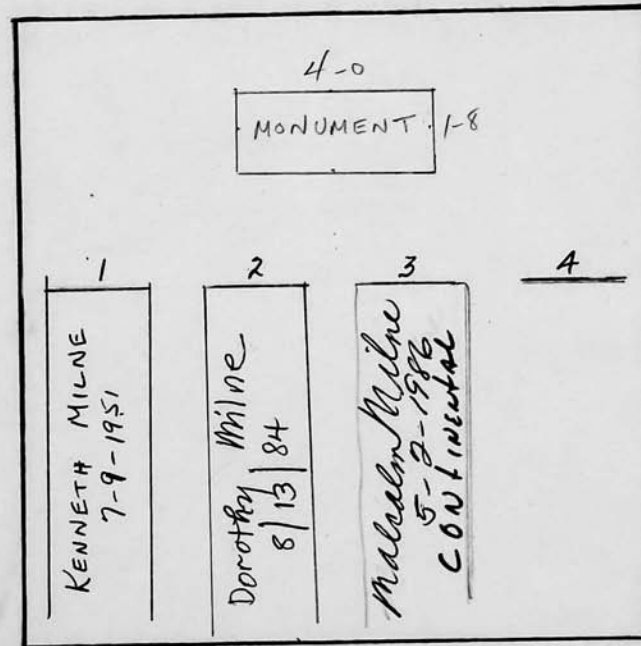 4-0
MONUMENT
1-8
1
2
3
4
KENNETH MILNE
7-9-1951
Dorothy Milne
8/13/84
Malcolm Milne
5-2-1986
CONTINENTAL